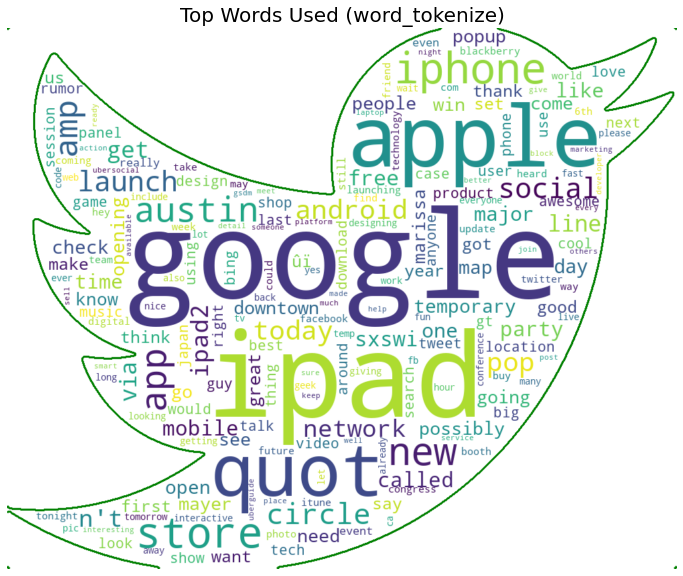 Top Words Used (word_tokenize)
even
night
popup
blackberry
com
friend
iphone
wait
give
world
love
us
rumor
amp
session
panel
get
apple
people
thank
win
set
come
like
laptop
technology
phone
use
6th
next
please
action
ready
coming
really
take
launch
ubersocial
code
web
design
may
still
free
case
user
block
fast
marketing
launching
product
social
developer
better
every
game
include
hey
gsdm
meet
shop
austin
android
find
marissa
major
awesome
everyone
line
opening
week
platform
last
designing
anyone
update
cool
join
others
check
available
team
using
lot
detail
someone
bing
could
ûï
yes
download
google
year
got
map
day
twitter
way
make
ever
also
time
work
know
sell
music
digital
nice
back
tv
downtown
facebook
made
much
help
fun
temporary
good
live
think
japan
ipad2
right
today
temp
sxswi
one
gt
party
via
app
smart
long
best
around
tweet
fb
location
conference
post
guy
great
thing
sure
geek
keep
giving
ipad
search
hour
pop
buy
many
go
would
looking
going
big
mobile
talk
network
possibly
service
getting
see
video
well
already
new
booth
future
quot
let
called
open
uberguide
place
itune
congress
first
mayer
circle
say
tonight
n't
tomorrow
interactive
store
pic
interesting
photo
need
event
ca
look
away
show
want
tech